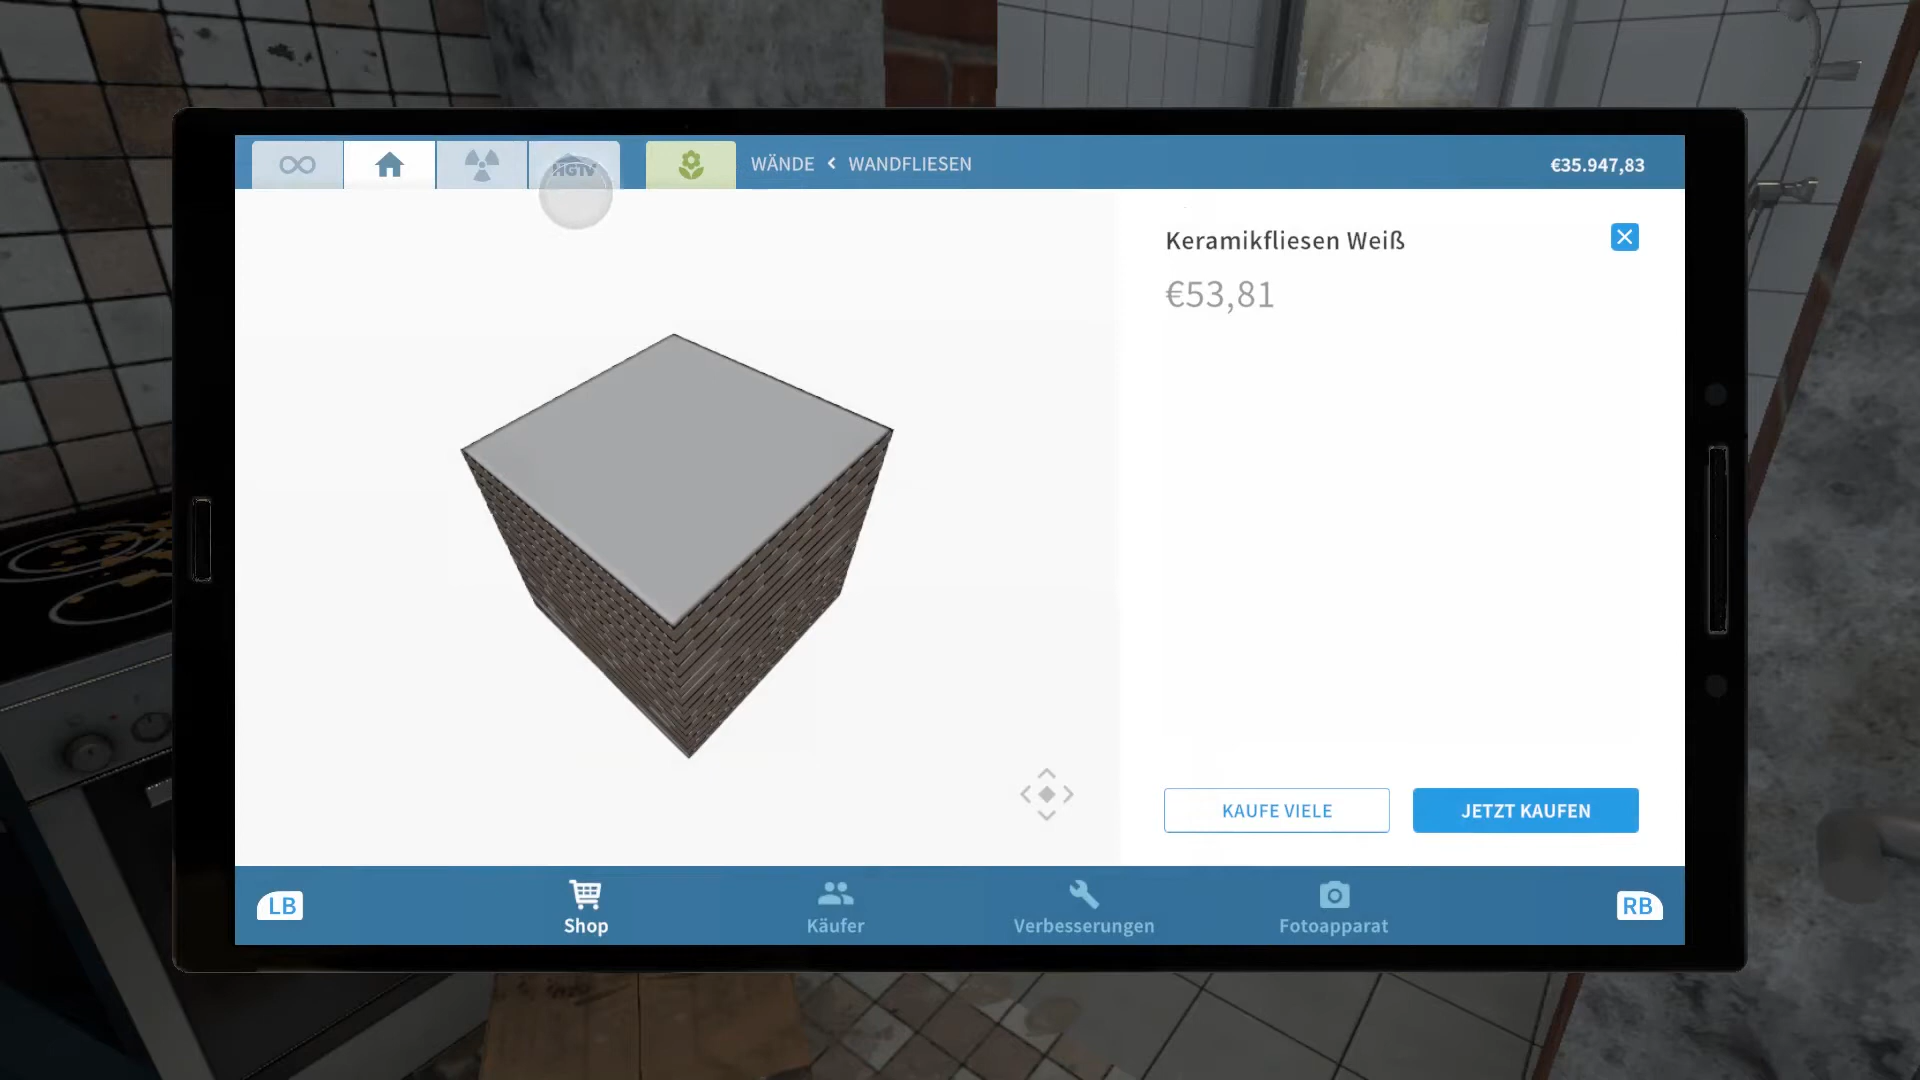 HGTV
WÄNDE < WANDFLIESEN
€35.947,83
Keramikfliesen Weiß
€53,81
KAUFE VIELE
JETZT KAUFEN
LB
Shop
Käufer
Verbesserungen
Fotoapparat
RB